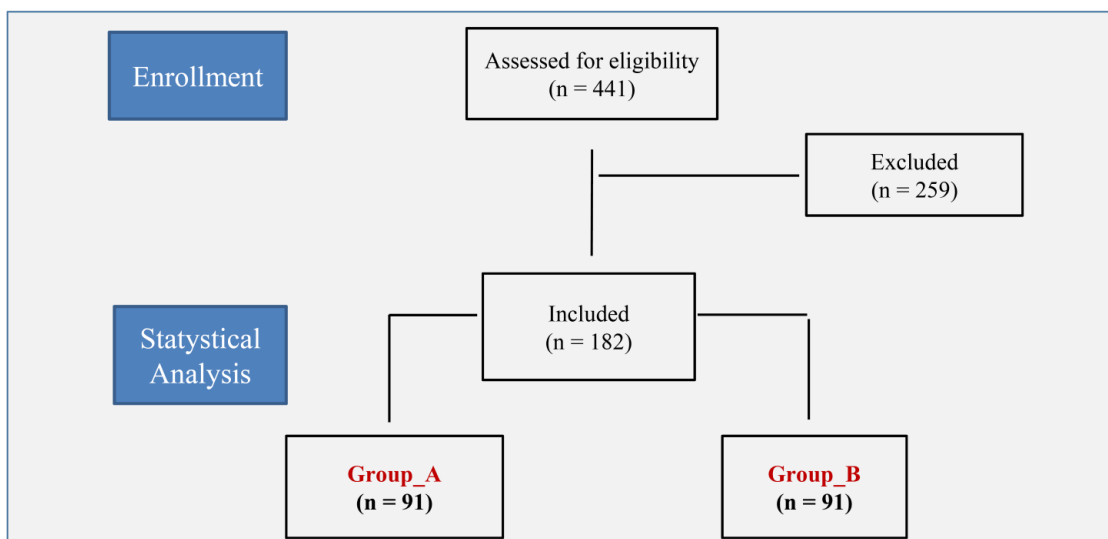 Enrollment
Assessed for eligibility
(n = 441)
Excluded
(n = 259)
Included
(n = 182)
Statystical
Analysis
Group_A
(n = 91)
Group_B
(n = 91)